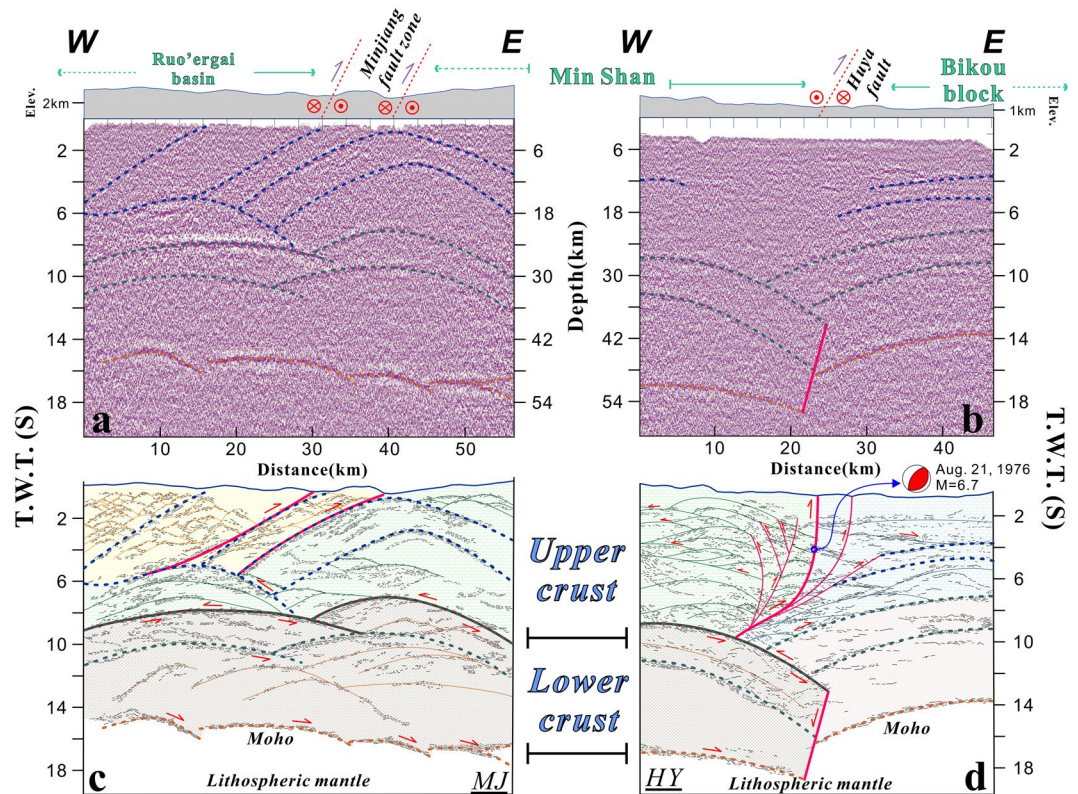 W
Minjiang
fault zone
E
Ruo'ergai
basin
Elev.
2km
W
Huya
fault
E
Min Shan
Bikou
block
Elev.
1km
2
6
10
14
18
6
18
30
42
54
Depth(km)
6
18
30
42
54
2
6
10
14
18
a
b
10
20
30
40
50
Distance(km)
10
20
30
40
Distance(km)
T.W.T. (S)
T.W.T. (S)
Aug. 21, 1976
M=6.7
2
6
10
14
18
Upper
crust
Lower
crust
2
6
10
14
18
Moho
Moho
c
Lithospheric mantle
MJ
HY
Lithospheric mantle
d